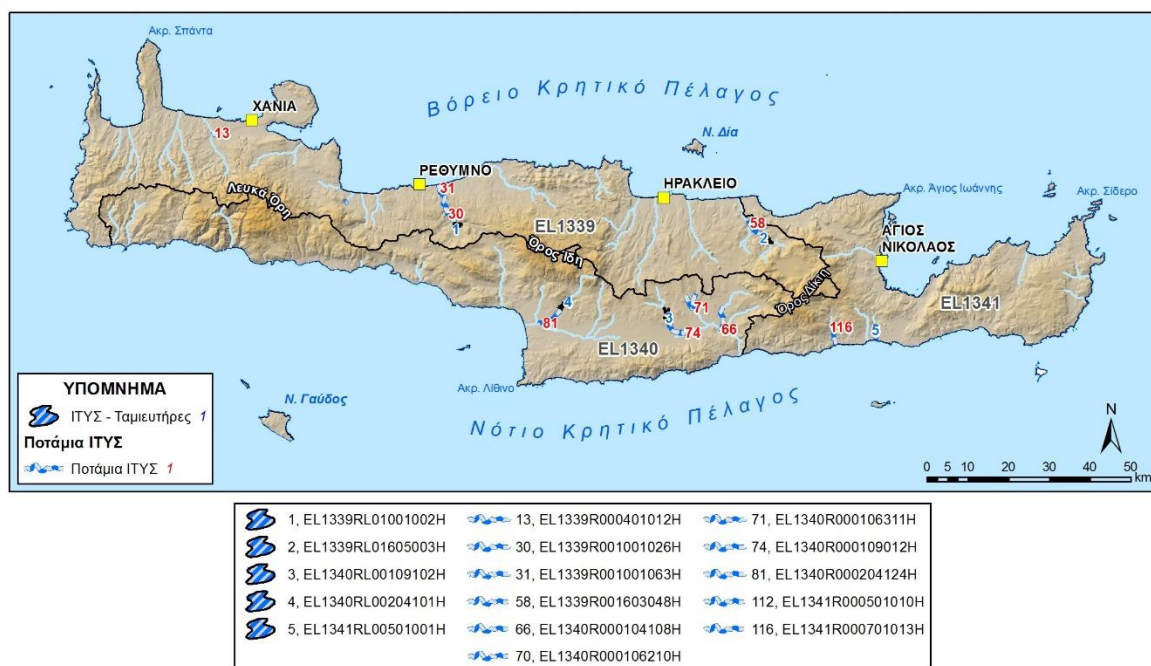 Ακρ. Σπάντα
ΧΑΝΙΑ
13
Βόρειο Κρητικό Πέλαγος
Ν. Δία
ΡΕΘΥΜΝΟ
31
30
1
Λευκά Όρη
ΗΡΑΚΛΕΙΟ
Ακρ. Άγιος Ιωάννης
Ακρ. Σίδερο
EL1339
58
2
ΑΓΙΟΣ
ΝΙΚΟΛΑΟΣ
Όρος Ίδη
Όρος Δίκτη
EL1341
4
81
3
71
74
66
116
5
EL1340
Ακρ. Λίθινο
Ν. Γαύδος
Νότιο Κρητικό Πέλαγος
ΥΠΟΜΝΗΜΑ
ΙΤΥΣ - Ταμιευτήρες 1
Ποτάμια ΙΤΥΣ
Ποτάμια ΙΤΥΣ 1
N
0 5 10 20 30 40 50
km
1, EL1339RL01001002H
2, EL1339RL01605003H
3, EL1340RL00109102H
4, EL1340RL00204101H
5, EL1341RL00501001H
13, EL1339R000401012H
30, EL1339R001001026H
31, EL1339R001001063H
58, EL1339R001603048H
66, EL1340R000104108H
70, EL1340R000106210H
71, EL1340R000106311H
74, EL1340R000109012H
81, EL1340R000204124H
112, EL1341R000501010H
116, EL1341R000701013H